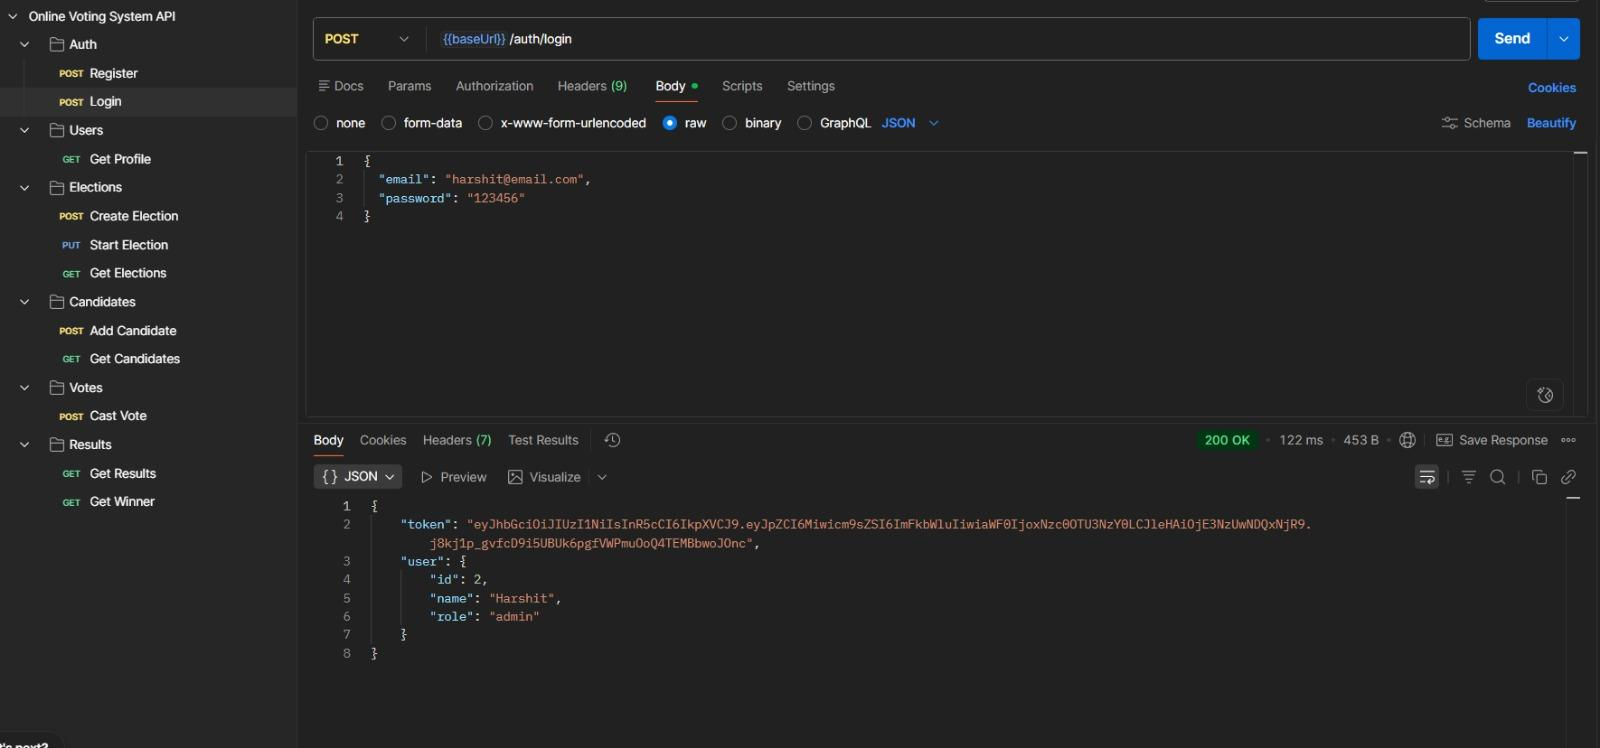 Online Voting System API
Auth
POST Register
POST Login
Users
GET Get Profile
Elections
POST Create Election
PUT Start Election
GET Get Elections
Candidates
POST Add Candidate
GET Get Candidates
Votes
POST Cast Vote
Results
GET Get Results
GET Get Winner
POST {{baseUrl}} /auth/login Send
Docs Params Authorization Headers (9) Body Scripts Settings Cookies
none form-data x-www-form-urlencoded raw binary GraphQL JSON Schema Beautify
1 {
2 "email": "harshit@email.com",
3 "password": "123456"
4 }
Body Cookies Headers (7) Test Results 200 OK 122 ms 453 B Save Response
{} JSON Preview Visualize
1 {
2 "token": "eyJhbGciOiJIUzI1NiIsInR5cCI6IkpXVCJ9.eyJpZCI6Miwicm9sZSI6ImFkbWluIiwiaWF0IjoxNzc0OTU3NzY0LCJleHAiOjE3NzUwNDQxNjR9.
j8kj1p_gvfcD9i5UBUk6pgfVWPmuOoQ4TEMBbwoJOnc",
3 "user": {
4 "id": 2,
5 "name": "Harshit",
6 "role": "admin"
7 }
8 }